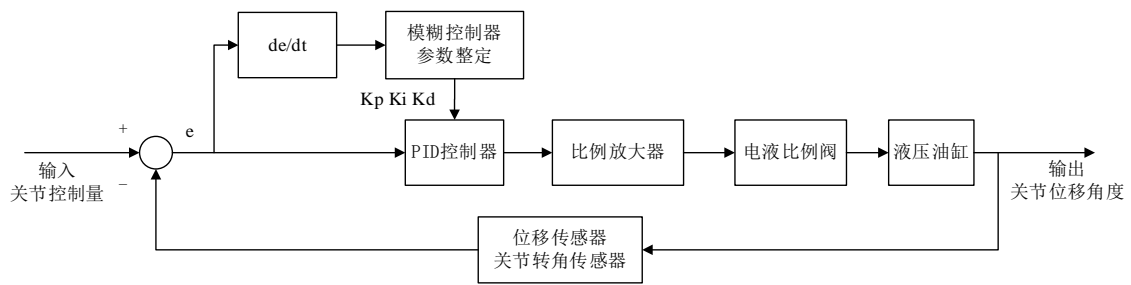 de/dt
模糊控制器
参数整定
Kp Ki Kd
+
e
PID控制器
比例放大器
电液比例阀
液压油缸
输入
关节控制量
−
输出
关节位移角度
位移传感器
关节转角传感器